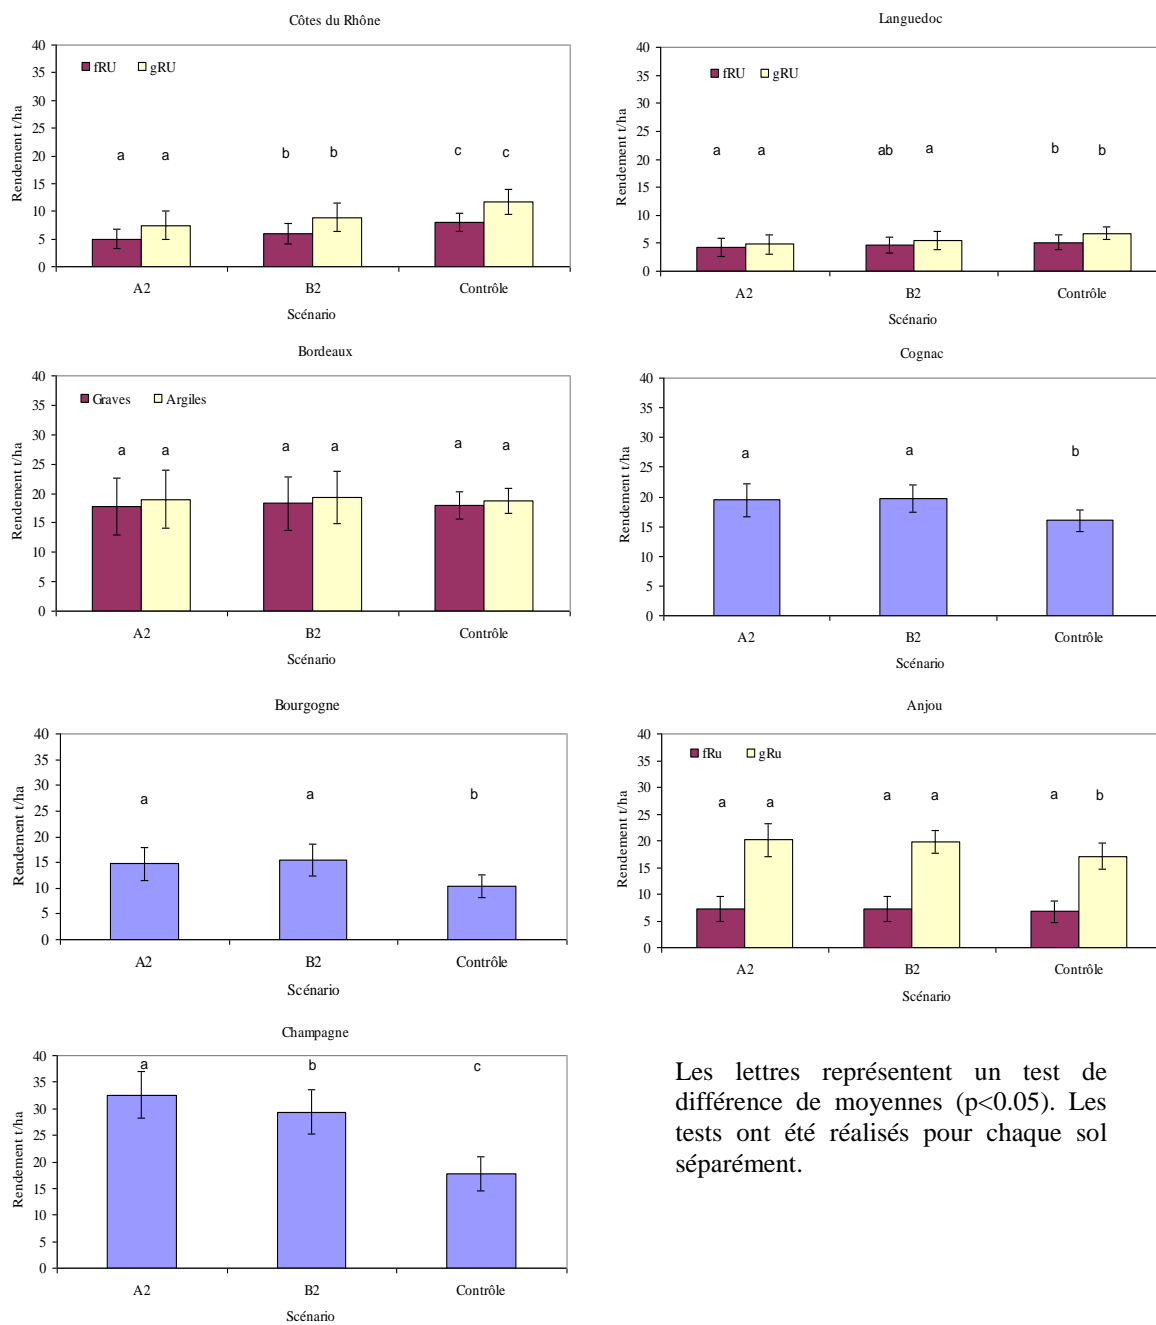 Côtes du Rhône
Rendement t/ha
40
35
30
25
20
15
10
5
0
fRU gRU
a a b b c c
A2 B2 Contrôle
Scénario
Languedoc
Rendement t/ha
40
35
30
25
20
15
10
5
0
fRU gRU
a a ab a b b
A2 B2 Contrôle
Scénario
Bordeaux
Rendement t/ha
40
35
30
25
20
15
10
5
0
Graves Argiles
a a a a a a
A2 B2 Contrôle
Scénario
Cognac
Rendement t/ha
40
35
30
25
20
15
10
5
0
a a b
A2 B2 Contrôle
Scénario
Bourgogne
Rendement t/ha
40
35
30
25
20
15
10
5
0
a a b
A2 B2 Contrôle
Scénario
Anjou
Rendement t/ha
40
35
30
25
20
15
10
5
0
fRu gRu
a a a a a b
A2 B2 Contrôle
Scénario
Champagne
Rendement t/ha
40
35
30
25
20
15
10
5
0
a b c
A2 B2 Contrôle
Scénario
Les lettres représentent un test de
différence de moyennes (p<0.05). Les
tests ont été réalisés pour chaque sol
séparément.